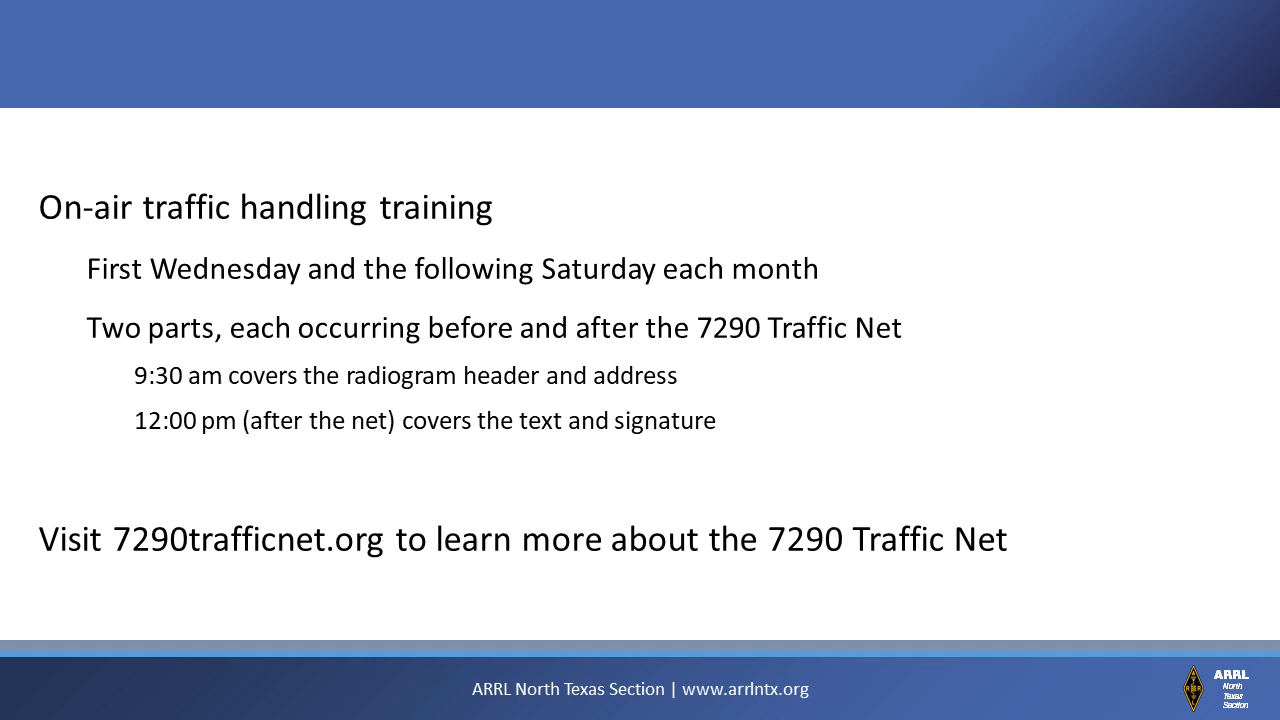 On-air traffic handling training
First Wednesday and the following Saturday each month
Two parts, each occurring before and after the 7290 Traffic Net
9:30 am covers the radiogram header and address
12:00 pm (after the net) covers the text and signature
Visit 7290trafficnet.org to learn more about the 7290 Traffic Net
ARRL North Texas Section | www.arrlntx.org
ARRL
North
Texas
Section